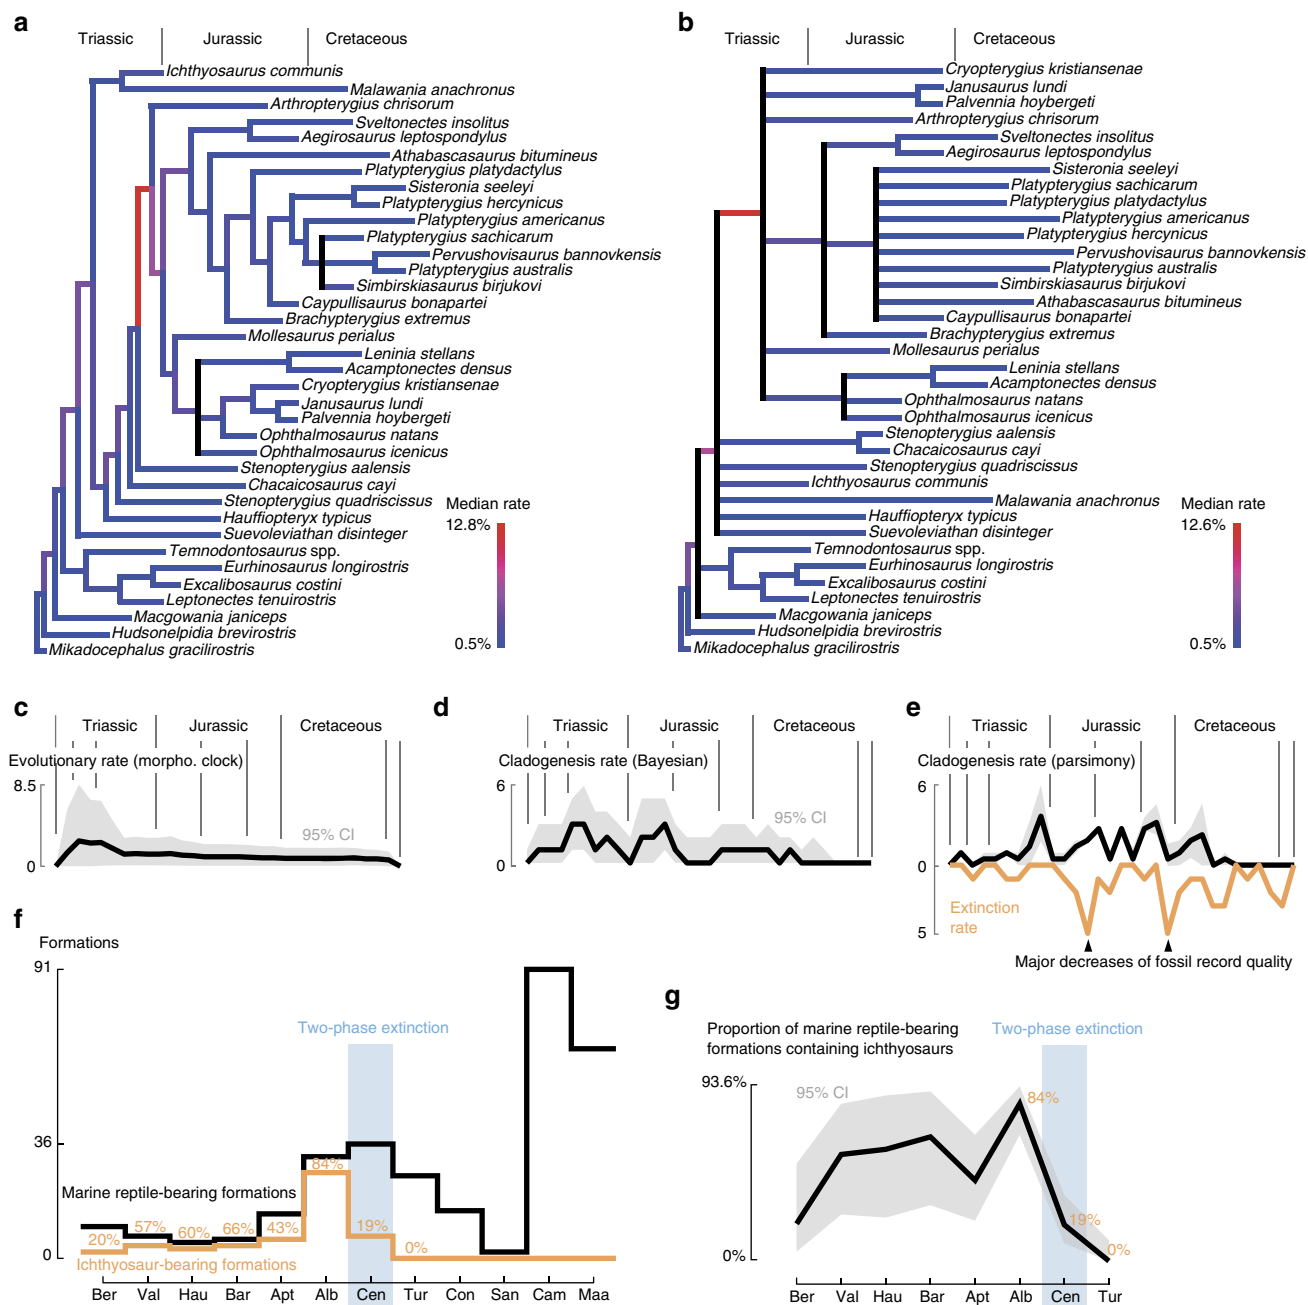 a
Triassic
Jurassic
Cretaceous
Ichthyosaurus communis
Malawania anachronus
Arthropterygius chrisorum
Sveltonectes insolitus
Aegirosaurus leptospondylus
Athabascasaurus bitumineus
Platypterygius platydactylus
Sisteronia seeleyi
Platypterygius hercynicus
Platypterygius americanus
Platypterygius sachicarum
Pervushovisaurus bannovkensis
Platypterygius australis
Simbirskiasaurus birjukovi
Caypullisaurus bonapartei
Brachypterygius extremus
Mollesaurus perialus
Leninia stellans
Acamptonectes densus
Cryopterygius kristiansenae
Janusaurus lundi
Palvennia hoybergeti
Ophthalmosaurus natans
Ophthalmosaurus icenicus
Stenopterygius aalensis
Chacaicosaurus cayi
Stenopterygius quadriscissus
Hauffiopteryx typicus
Suevoleviathan disinteger
Temnodontosaurus spp.
Eurhinosaurus longirostris
Excalibosaurus costini
Leptonectes tenuirostris
Macgowania janiceps
Hudsonelpidia brevirostris
Mikadocephalus gracilirostris
Median rate
12.8%
0.5%
b
Triassic
Jurassic
Cretaceous
Cryopterygius kristiansenae
Janusaurus lundi
Palvennia hoybergeti
Arthropterygius chrisorum
Sveltonectes insolitus
Aegirosaurus leptospondylus
Sisteronia seeleyi
Platypterygius sachicarum
Platypterygius platydactylus
Platypterygius americanus
Platypterygius hercynicus
Pervushovisaurus bannovkensis
Platypterygius australis
Simbirskiasaurus birjukovi
Athabascasaurus bitumineus
Caypullisaurus bonapartei
Brachypterygius extremus
Mollesaurus perialus
Leninia stellans
Acamptonectes densus
Ophthalmosaurus natans
Ophthalmosaurus icenicus
Stenopterygius aalensis
Chacaicosaurus cayi
Stenopterygius quadriscissus
Ichthyosaurus communis
Malawania anachronus
Hauffiopteryx typicus
Suevoleviathan disinteger
Temnodontosaurus spp.
Eurhinosaurus longirostris
Excalibosaurus costini
Leptonectes tenuirostris
Macgowania janiceps
Hudsonelpidia brevirostris
Mikadocephalus gracilirostris
Median rate
12.6%
0.5%
c
Triassic
Jurassic
Cretaceous
Evolutionary rate (morpho. clock)
8.5
95% CI
0
d
Triassic
Jurassic
Cretaceous
Cladogenesis rate (Bayesian)
6
95% CI
0
e
Triassic
Jurassic
Cretaceous
Cladogenesis rate (parsimony)
6
0
Extinction
rate
5
Major decreases of fossil record quality
f
Formations
91
Two-phase extinction
36
84%
Marine reptile-bearing formations
20%
57%
60%
66%
43%
19%
0%
0
Ichthyosaur-bearing formations
Ber
Val
Hau
Bar
Apt
Alb
Cen
Tur
Con
San
Cam
Maa
g
Proportion of marine reptile-bearing
formations containing ichthyosaurs
Two-phase extinction
93.6%
95% CI
84%
19%
0%
0%
Ber
Val
Hau
Bar
Apt
Alb
Cen
Tur